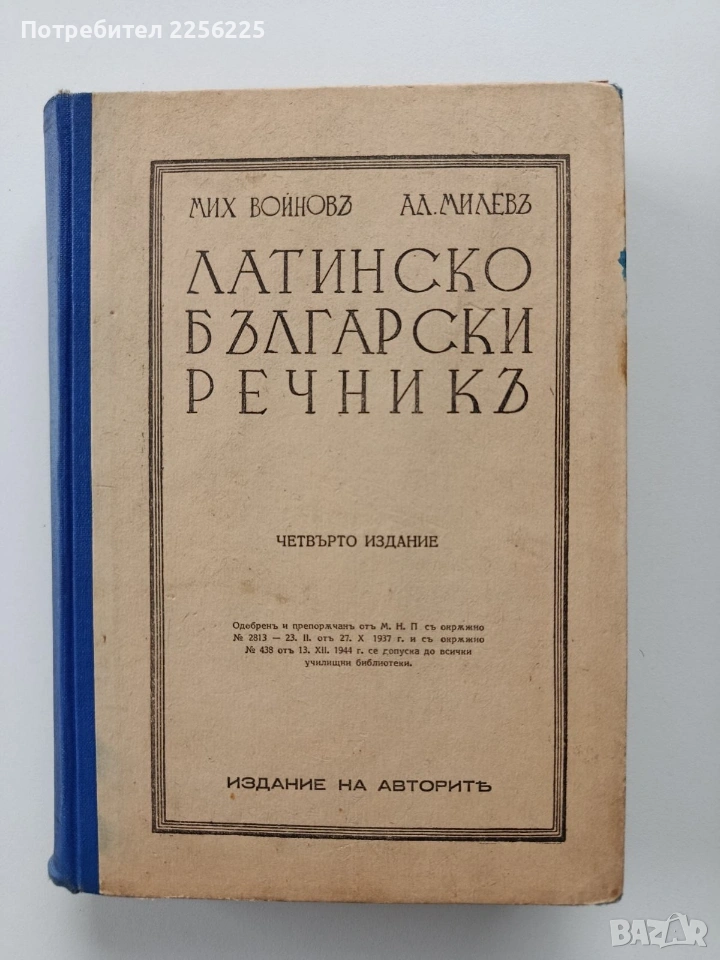 Потребител 2256225
МИХ ВОЙНОВЪ АЛ. МИЛЕВЪ
ЛАТИНСКО
БЪЛГАРСКИ
РЕЧНИКЪ
ЧЕТВЪРТО ИЗДАНИЕ
Одобренъ и препорѫчанъ отъ М. Н. П. съ окрѫжно
№ 2813 — 23. II. отъ 27. X 1937 г. и съ окрѫжно
№ 438 отъ 13. XII. 1944 г. се допуска до всички
училищни библиотеки.
ИЗДАНИЕ НА АВТОРИТѢ
BAZAR